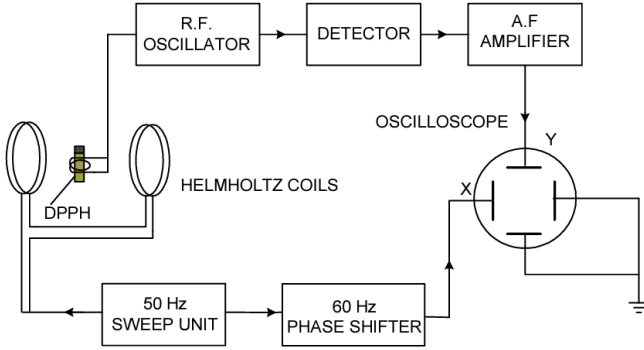 R.F.
OSCILLATOR
DETECTOR
A.F
AMPLIFIER
OSCILLOSCOPE
Y
X
HELMHOLTZ COILS
DPPH
50 Hz
SWEEP UNIT
60 Hz
PHASE SHIFTER